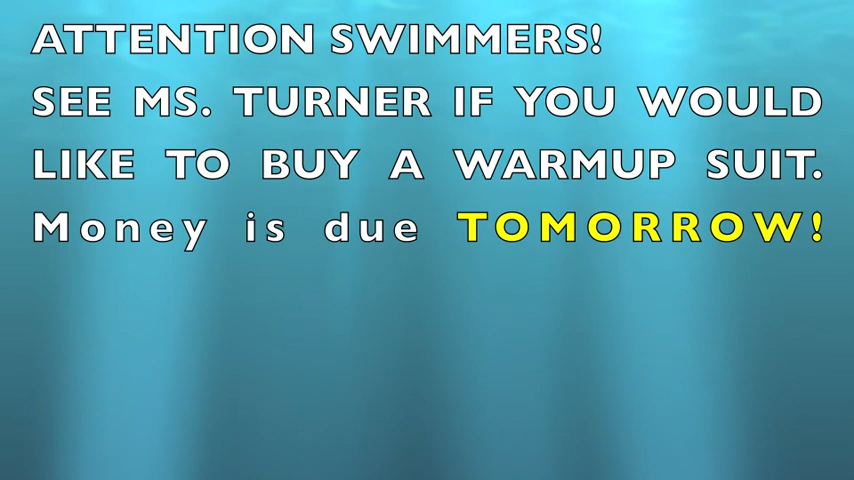 ATTENTION SWIMMERS!
SEE MS. TURNER IF YOU WOULD
LIKE TO BUY A WARMUP SUIT.
Money is due TOMORROW!